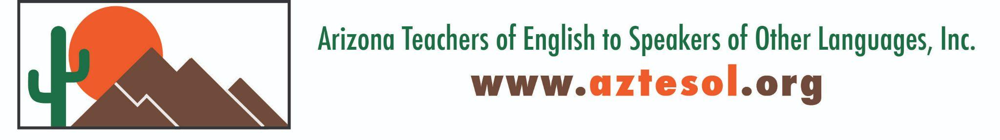 Arizona Teachers of English to Speakers of Other Languages, Inc.
www.aztesol.org